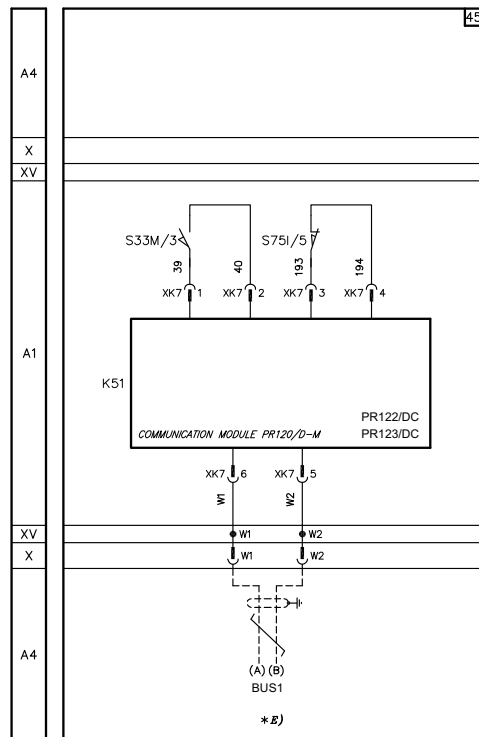 45
A4
X
XV
S33M/3 S75I/5
39 40 193 194
XK7 1 XK7 2 XK7 3 XK7 4
A1
K51
PR122/DC
COMMUNICATION MODULE PR120/D-M PR123/DC
XK7 6 XK7 5
W1 W2
XV W1 W2
X W1 W2
A4
(A) (B)
BUS1
*E)